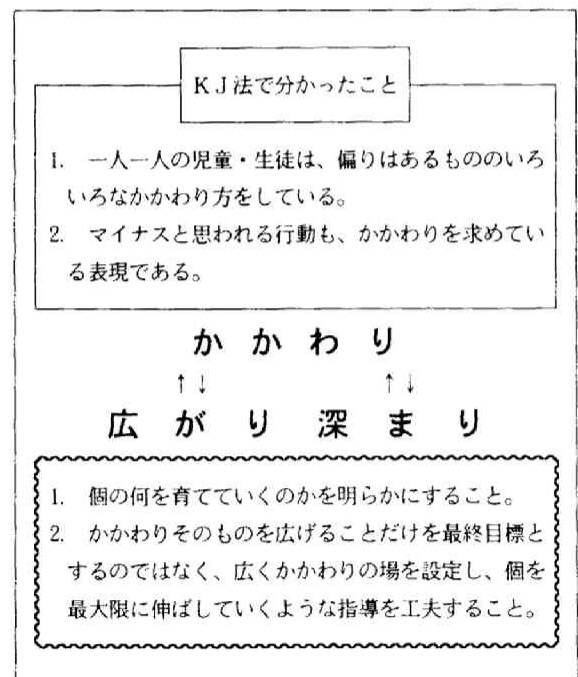 KJ法で分かったこと
1. 一人一人の児童・生徒は、偏りはあるもののいろ
いろなかかわり方をしている。
2. マイナスと思われる行動も、かかわりを求めてい
る表現である。
かかわり
↑↓ ↑↓
広がり 深まり
1. 個の何を育てていくのかを明らかにすること。
2. かかわりそのものを広げることだけを最終目標と
するのではなく、広くかかわりの場を設定し、個を
最大限に伸ばしていくような指導を工夫すること。